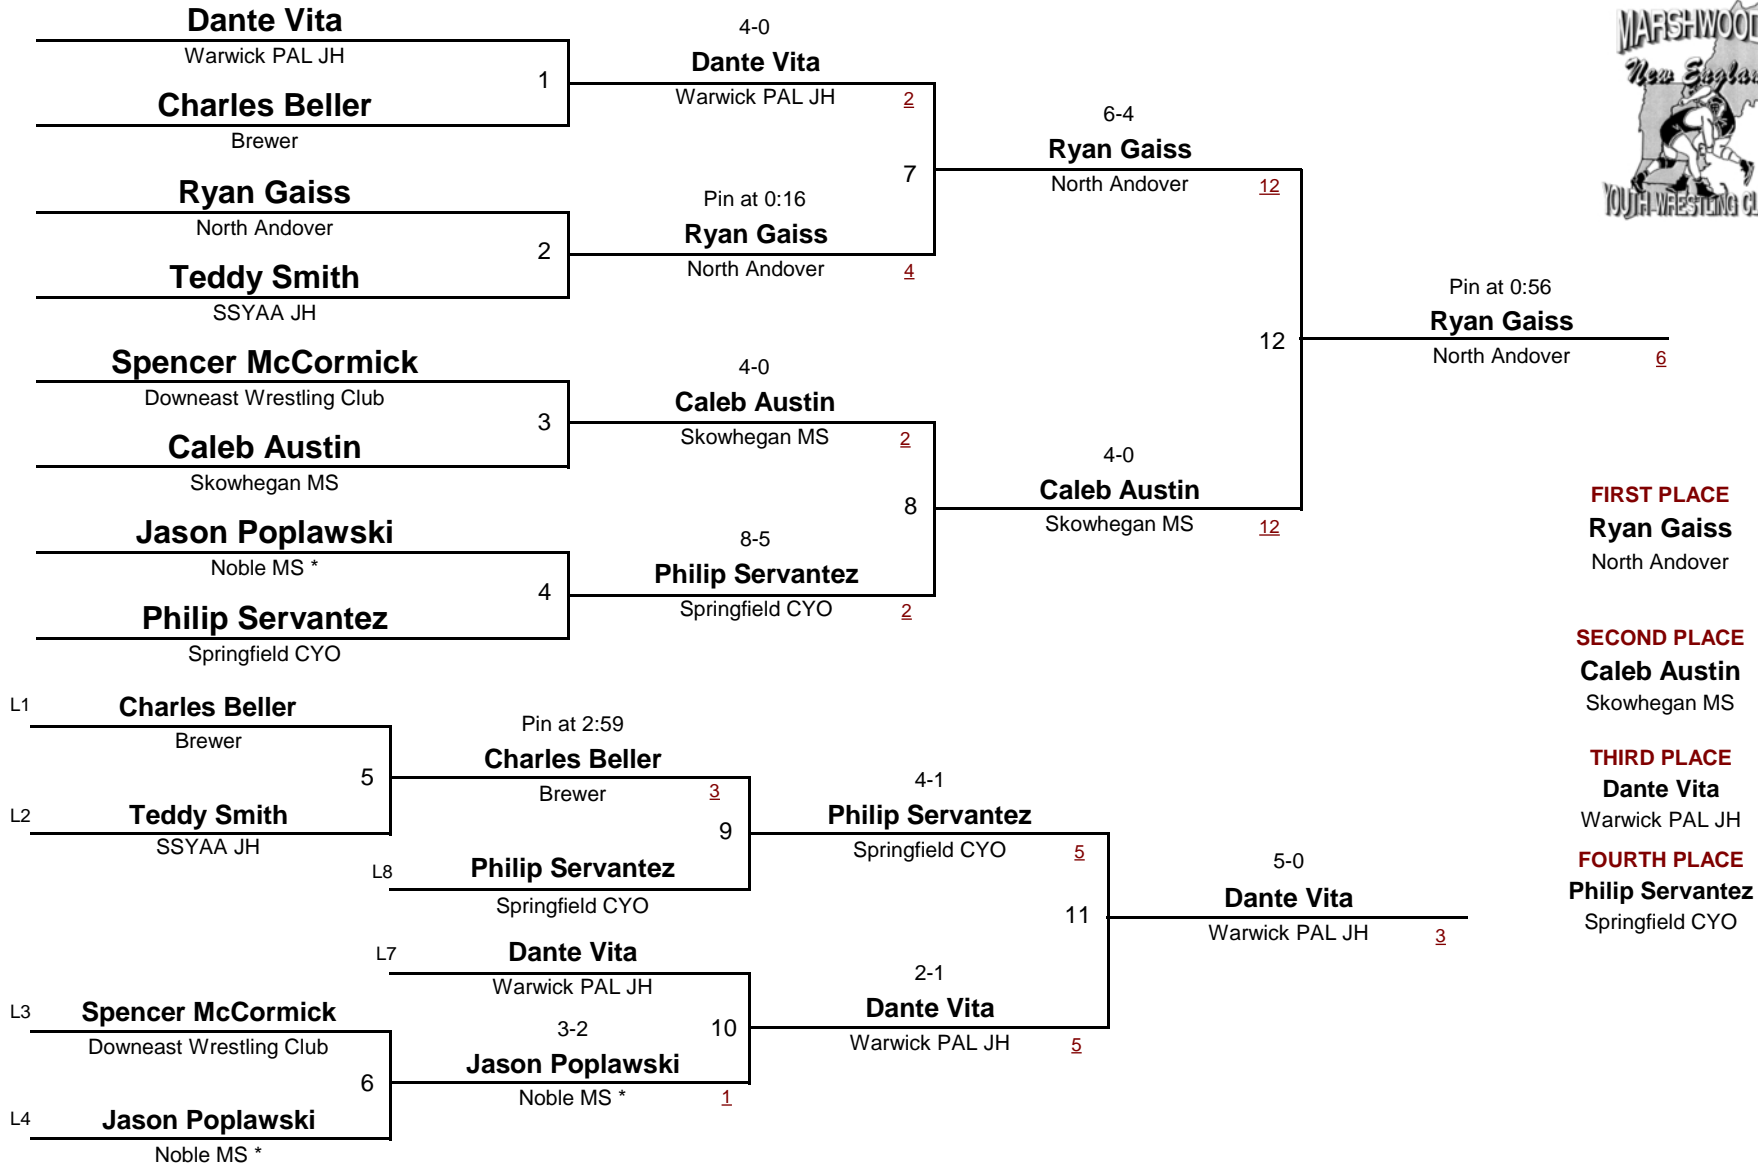 Dante Vita
Warwick PAL JH
1
Charles Beller
Brewer
Ryan Gaiss
North Andover
2
Teddy Smith
SSYAA JH
Spencer McCormick
Downeast Wrestling Club
3
Caleb Austin
Skowhegan MS
Jason Poplawski
Noble MS *
4
Philip Servantez
Springfield CYO
4-0
Dante Vita
Warwick PAL JH 2
7
Pin at 0:16
Ryan Gaiss
North Andover 4
4-0
Caleb Austin
Skowhegan MS 2
8
8-5
Philip Servantez
Springfield CYO 2
6-4
Ryan Gaiss
North Andover 12
12
4-0
Caleb Austin
Skowhegan MS 12
Pin at 0:56
Ryan Gaiss
North Andover 6
MARSHWOOD
New Englan
YOUTH WRESTLING CL
FIRST PLACE
Ryan Gaiss
North Andover
SECOND PLACE
Caleb Austin
Skowhegan MS
THIRD PLACE
Dante Vita
Warwick PAL JH
FOURTH PLACE
Philip Servantez
Springfield CYO
L1 Charles Beller
Brewer
5
L2 Teddy Smith
SSYAA JH
Pin at 2:59
Charles Beller
Brewer 3
9
L8 Philip Servantez
Springfield CYO
L7 Dante Vita
Warwick PAL JH
L3 Spencer McCormick
Downeast Wrestling Club
6
L4 Jason Poplawski
Noble MS *
3-2
10
Jason Poplawski
Noble MS * 1
4-1
Philip Servantez
Springfield CYO 5
11
2-1
Dante Vita
Warwick PAL JH 5
5-0
Dante Vita
Warwick PAL JH 3